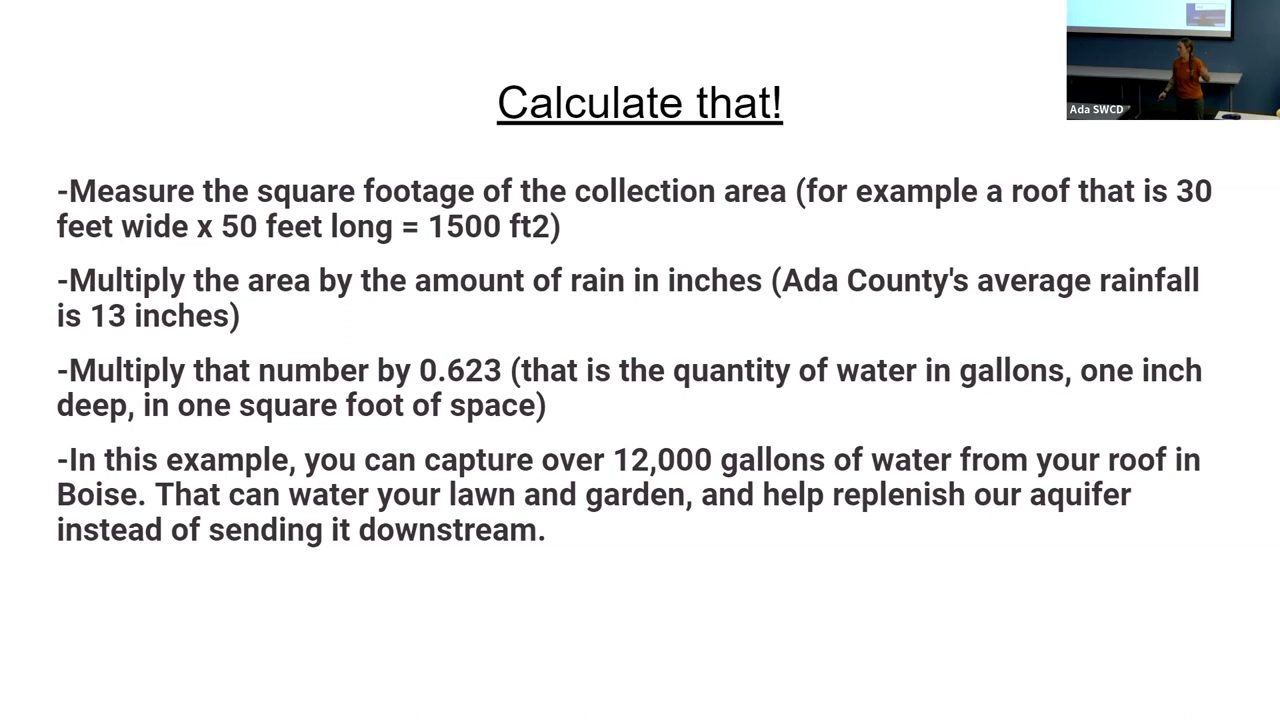 Calculate that!
Ada SWCD
-Measure the square footage of the collection area (for example a roof that is 30
feet wide x 50 feet long = 1500 ft2)
-Multiply the area by the amount of rain in inches (Ada County's average rainfall
is 13 inches)
-Multiply that number by 0.623 (that is the quantity of water in gallons, one inch
deep, in one square foot of space)
-In this example, you can capture over 12,000 gallons of water from your roof in
Boise. That can water your lawn and garden, and help replenish our aquifer
instead of sending it downstream.